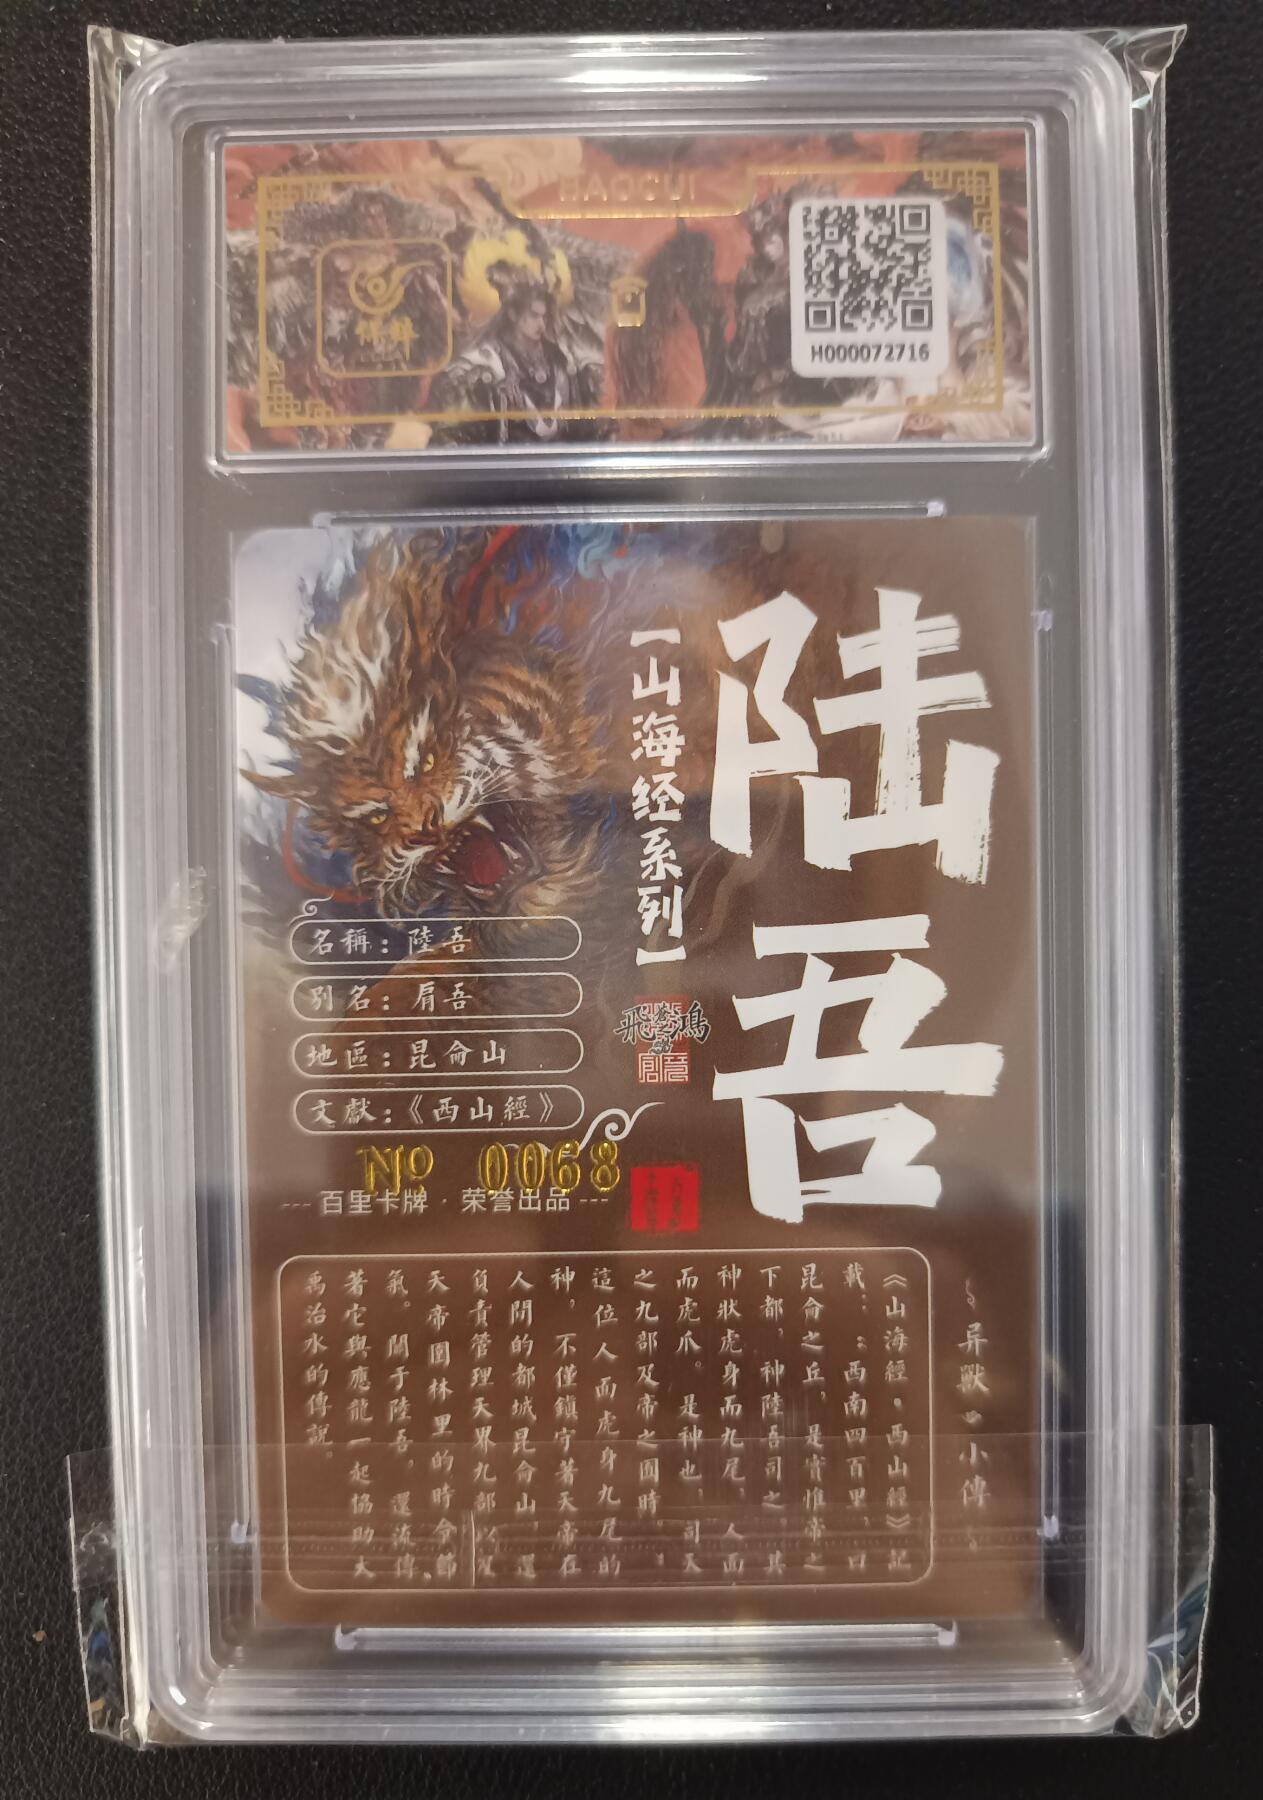 BAOCUI
保粹
H000072716
陆吾
【山海经系列】
飛鴻
名稱：陸吾
別名：肩吾
地區：昆侖山
文獻：《西山經》
№ 0068
--- 百里卡牌 · 荣誉出品 ---
异獸 小傳
《山海經·西山經》記
載：：西南四百里，曰
昆侖之丘，是實惟帝之
下都，神陸吾司之。其
神狀虎身而九尾，人面
而虎爪。是神也，司天
之九部及帝之囿時。。
這位人面虎身九尾的
神，不僅鎮守著天帝在
人間的都城昆侖山，還
負責管理天界九部以及
天帝園林里的時令節
氣。關于陸吾，還流傳
著它與應龍一起協助大
禹治水的傳說。